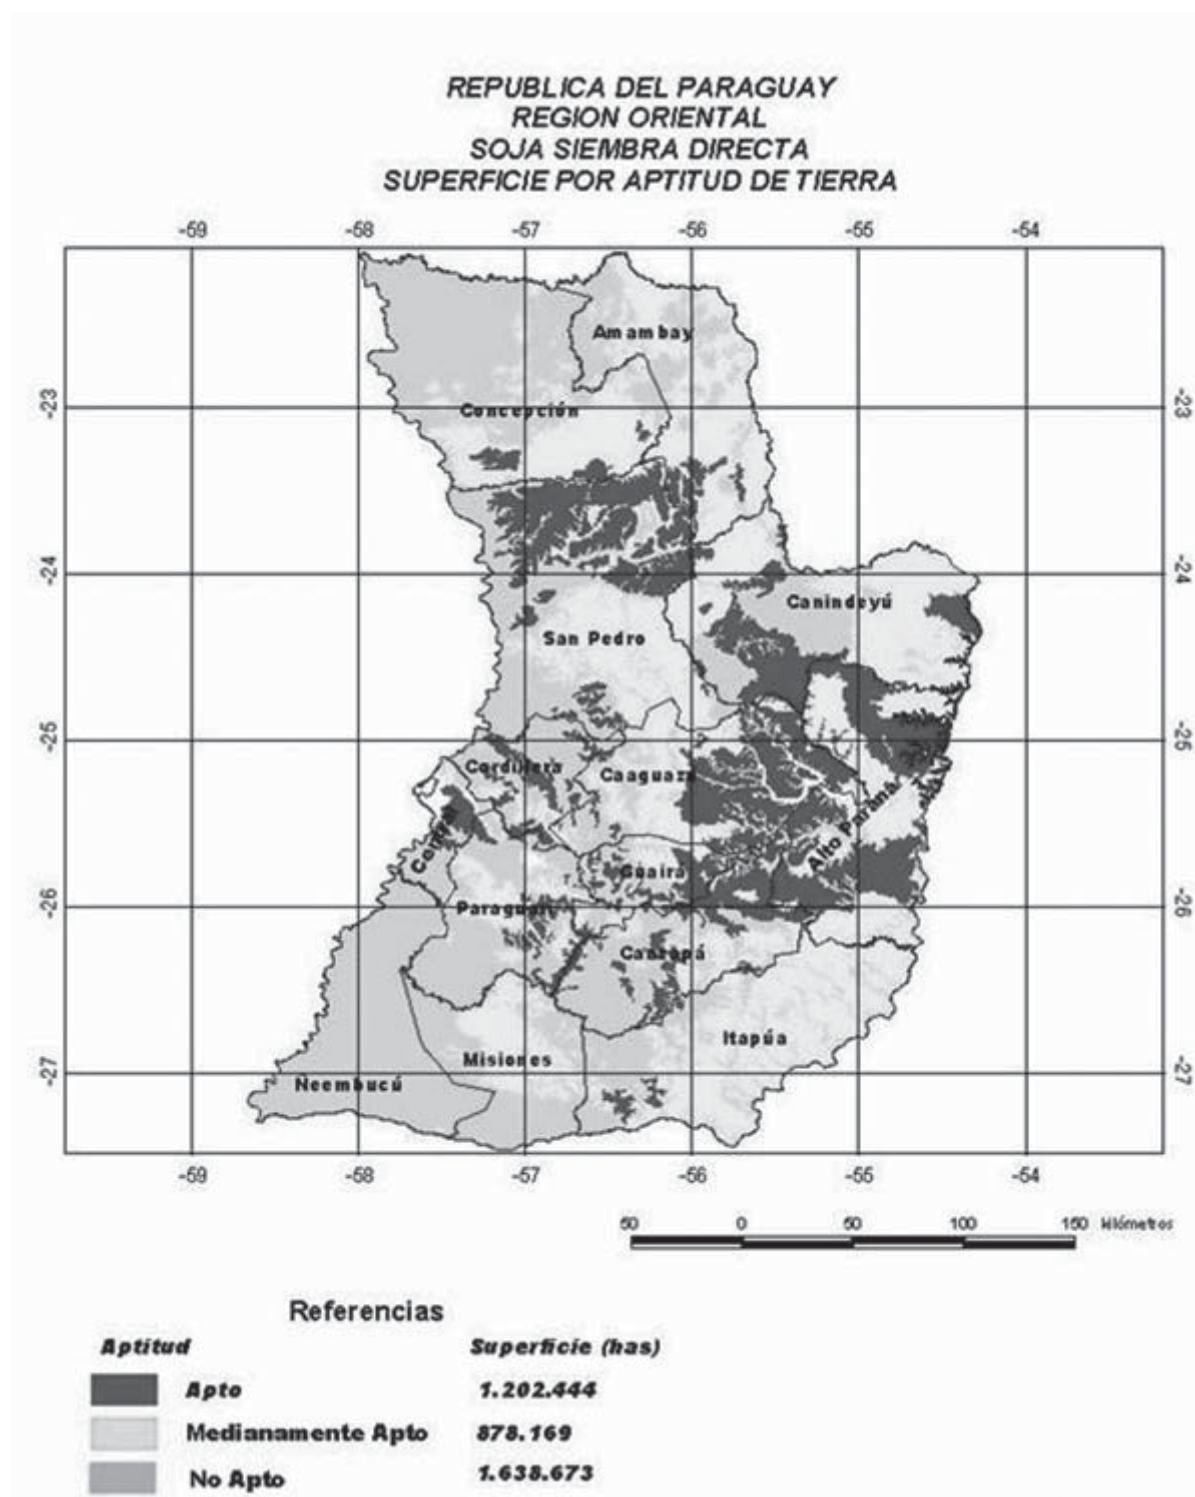 REPUBLICA DEL PARAGUAY
REGION ORIENTAL
SOJA SIEMBRA DIRECTA
SUPERFICIE POR APTITUD DE TIERRA
-59 -58 -57 -56 -55 -54
Amambay
-23 -23
Concepción
-24 -24
Canindeyú
San Pedro
-25 -25
Cordillera
Caaguazú
Alto Paraná
Central
Guaira
-26 -26
Paraguarí
Caazapá
Itapúa
Misiones
-27 -27
Neembucú
-59 -58 -57 -56 -55 -54
50 0 50 100 150 kilómetros
Referencias
Aptitud Superficie (has)
Apto 1.202.444
Medianamente Apto 878.169
No Apto 1.638.673